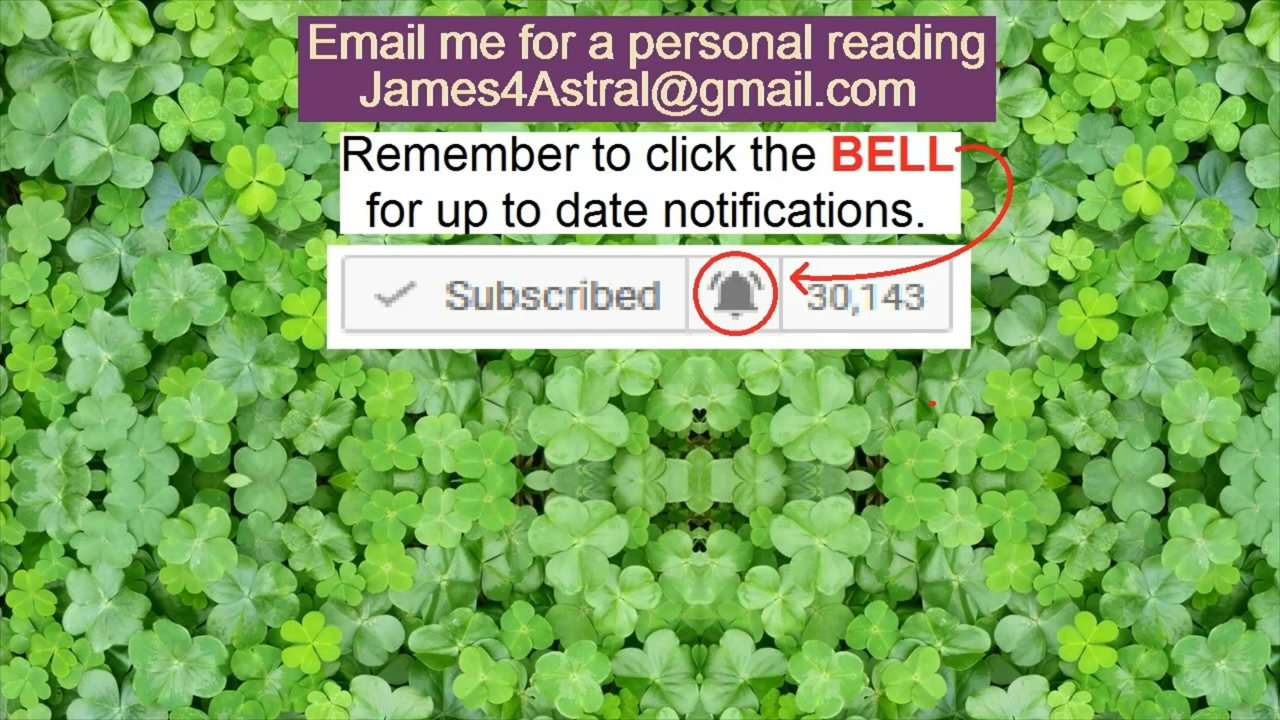 Email me for a personal reading
James4Astral@gmail.com
Remember to click the BELL
for up to date notifications.
Subscribed 30,143